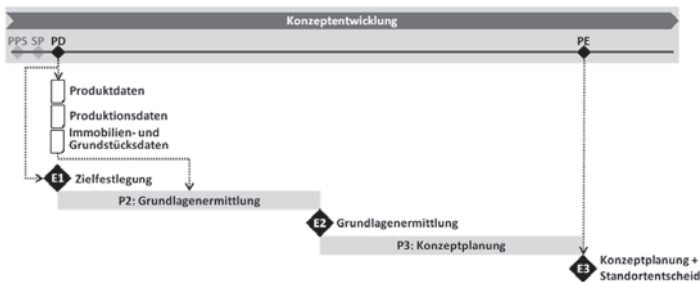 Konzeptentwicklung
PPS SP PD PE
Produktdaten
Produktionsdaten
Immobilien- und
Grundstücksdaten
E1 Zielfestlegung
P2: Grundlagenermittlung
E2 Grundlagenermittlung
P3: Konzeptplanung
E3 Konzeptplanung +
Standortentscheid